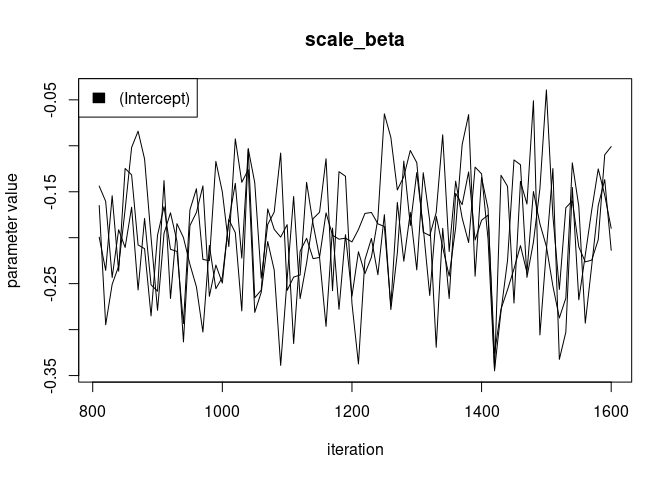 scale_beta
(Intercept)
-0.05
-0.15
-0.25
-0.35
parameter value
800 1000 1200 1400 1600
iteration